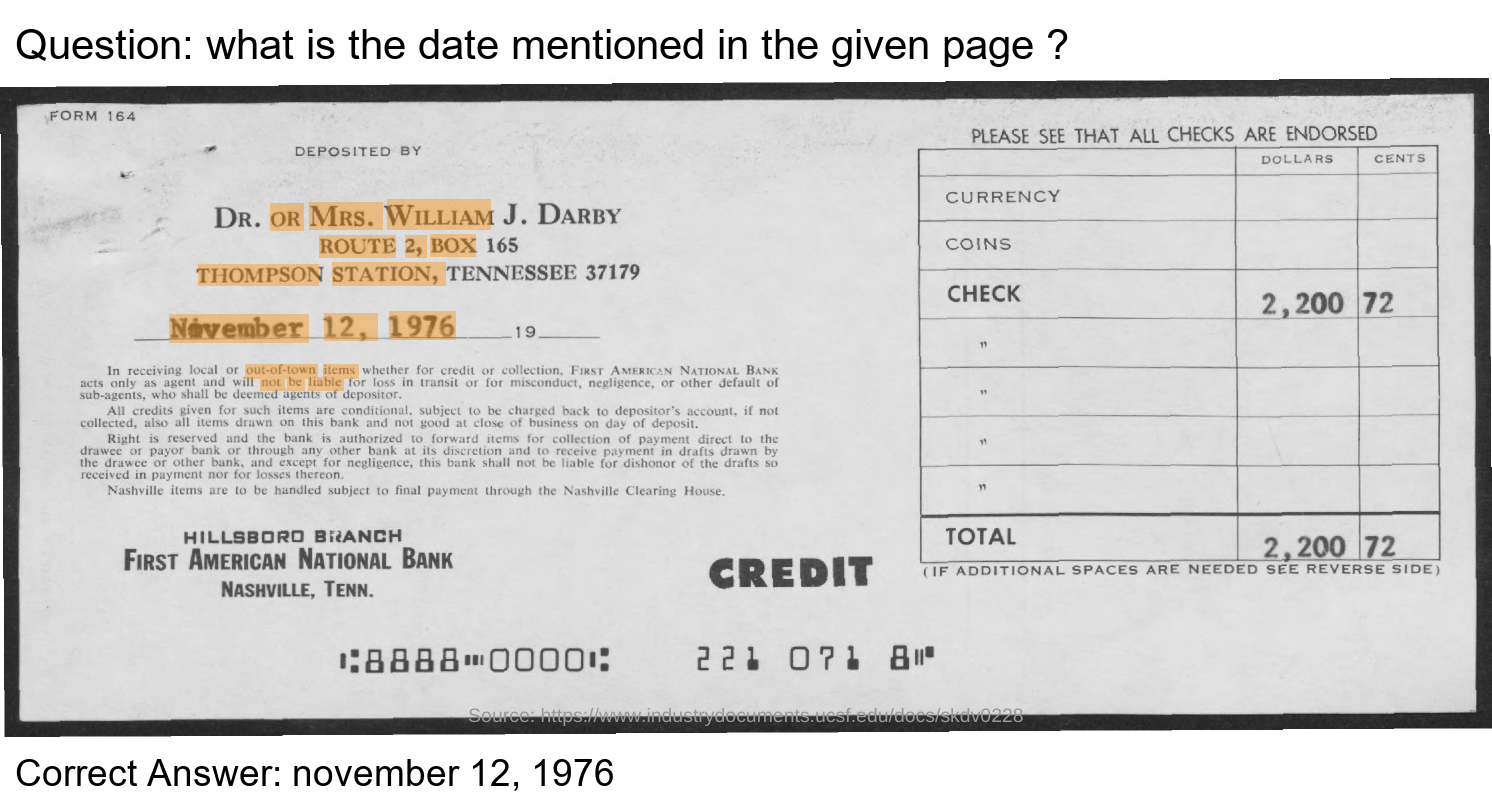 Question: what is the date mentioned in the given page ?
FORM 164
DEPOSITED BY
DR. OR MRS. WILLIAM J. DARBY
ROUTE 2, BOX 165
THOMPSON STATION, TENNESSEE 37179
November 12, 1976 19
In receiving local or out-of-town items whether for credit or collection, FIRST AMERICAN NATIONAL BANK
acts only as agent and will not be liable for loss in transit or for misconduct, negligence, or other default of
sub-agents, who shall be deemed agents of depositor.
All credits given for such items are conditional, subject to be charged back to depositor's account, if not
collected, also all items drawn on this bank and not good at close of business on day of deposit.
Right is reserved and the bank is authorized to forward items for collection of payment direct to the
drawee or payor bank or through any other bank at its discretion and to receive payment in drafts drawn by
the drawee or other bank, and except for negligence, this bank shall not be liable for dishonor of the drafts so
received in payment nor for losses thereon.
Nashville items are to be handled subject to final payment through the Nashville Clearing House.
HILLSBORO BRANCH
FIRST AMERICAN NATIONAL BANK
NASHVILLE, TENN.
CREDIT
PLEASE SEE THAT ALL CHECKS ARE ENDORSED
DOLLARS CENTS
CURRENCY
COINS
CHECK 2,200 72
"
"
"
"
TOTAL 2,200 72
(IF ADDITIONAL SPACES ARE NEEDED SEE REVERSE SIDE)
⑆8888⑉0000⑆ 221 071 8⑈
Source: https://www.industrydocuments.ucsf.edu/docs/skdv0228
Correct Answer: november 12, 1976